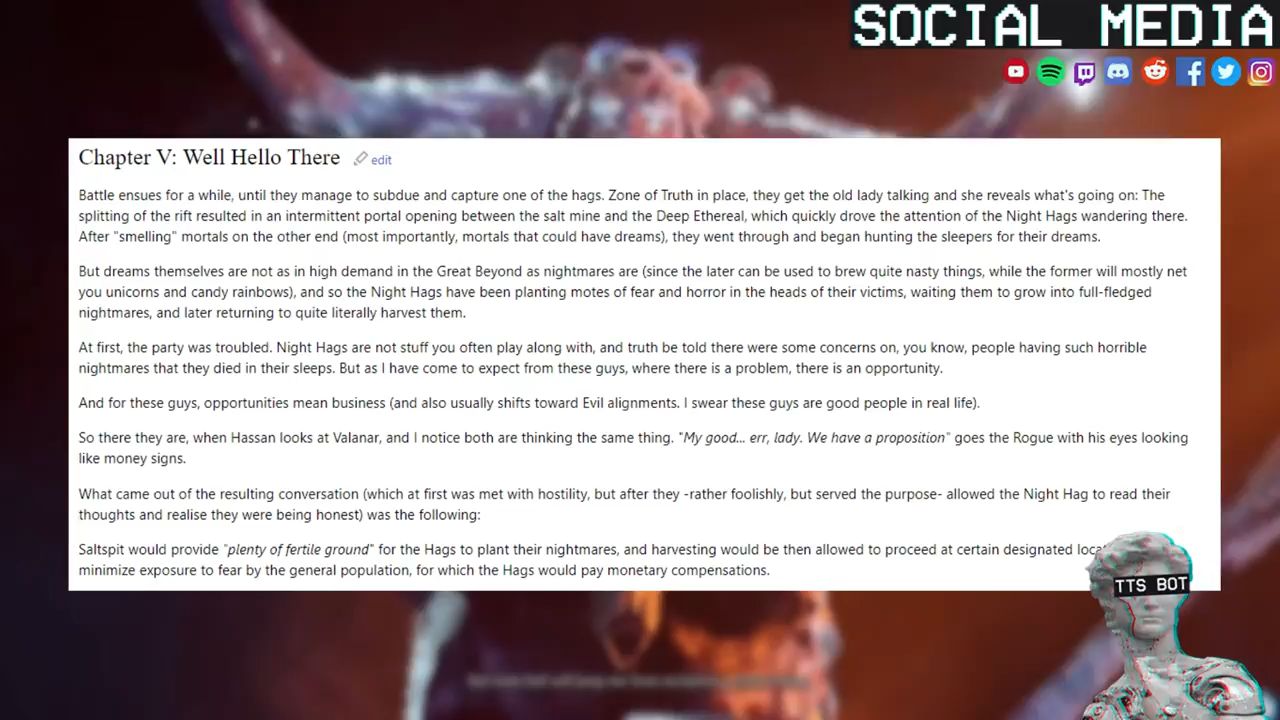 SOCIAL MEDIA
Chapter V: Well Hello There edit
Battle ensues for a while, until they manage to subdue and capture one of the hags. Zone of Truth in place, they get the old lady talking and she reveals what's going on: The
splitting of the rift resulted in an intermittent portal opening between the salt mine and the Deep Ethereal, which quickly drove the attention of the Night Hags wandering there.
After "smelling" mortals on the other end (most importantly, mortals that could have dreams), they went through and began hunting the sleepers for their dreams.
But dreams themselves are not as in high demand in the Great Beyond as nightmares are (since the later can be used to brew quite nasty things, while the former will mostly net
you unicorns and candy rainbows), and so the Night Hags have been planting motes of fear and horror in the heads of their victims, waiting them to grow into full-fledged
nightmares, and later returning to quite literally harvest them.
At first, the party was troubled. Night Hags are not stuff you often play along with, and truth be told there were some concerns on, you know, people having such horrible
nightmares that they died in their sleeps. But as I have come to expect from these guys, where there is a problem, there is an opportunity.
And for these guys, opportunities mean business (and also usually shifts toward Evil alignments. I swear these guys are good people in real life).
So there they are, when Hassan looks at Valanar, and I notice both are thinking the same thing. "My good... err, lady. We have a proposition" goes the Rogue with his eyes looking
like money signs.
What came out of the resulting conversation (which at first was met with hostility, but after they -rather foolishly, but served the purpose- allowed the Night Hag to read their
thoughts and realise they were being honest) was the following:
Saltspit would provide "plenty of fertile ground" for the Hags to plant their nightmares, and harvesting would be then allowed to proceed at certain designated
minimize exposure to fear by the general population, for which the Hags would pay monetary compensations.
TTS BOT